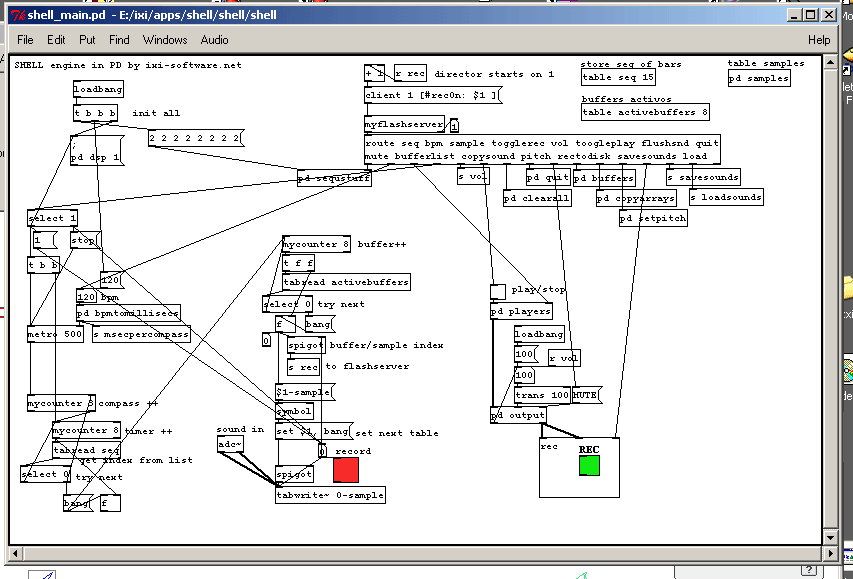 shell_main.pd - E:/ixi/apps/shell/shell/shell
File Edit Put Find Windows Audio Help
SHELL engine in PD by ixi-software.net
loadbang
t b b b
init all
;
pd dsp 1
2 2 2 2 2 2 2 2
+ 1
r rec
director starts on 1
client 1 [#rec0n: $1 ]
myflashserver
1
route seq bpm sample togglerec vol toogleplay flushsnd quit
mute bufferlist copysound pitch rectodisk savesounds load
store seq of bars
table seq 15
buffers activos
table activebuffers 8
table samples
pd samples
pd sequstuff
s vol
pd quit
pd buffers
s savesounds
pd clearall
pd copyarrays
s loadsounds
pd setpitch
select 1
1
stop
t b b
120
120
bpm
pd bpmtomillisecs
metro 500
s msecpercompass
mycounter 8
buffer++
t f f
tabread activebuffers
select 0
try next
f
bang
0
spigot
buffer/sample index
s rec
to flashserver
$1-sample
symbol
set $1, bang
set next table
0
record
sound in
adc~
spigot
tabwrite~ 0-sample
play/stop
pd players
loadbang
100
r vol
100
trans 100
MUTE
pd output
rec
REC
mycounter 8
compass ++
mycounter 8
timer ++
tabread seq
get index from list
select 0
try next
bang
f